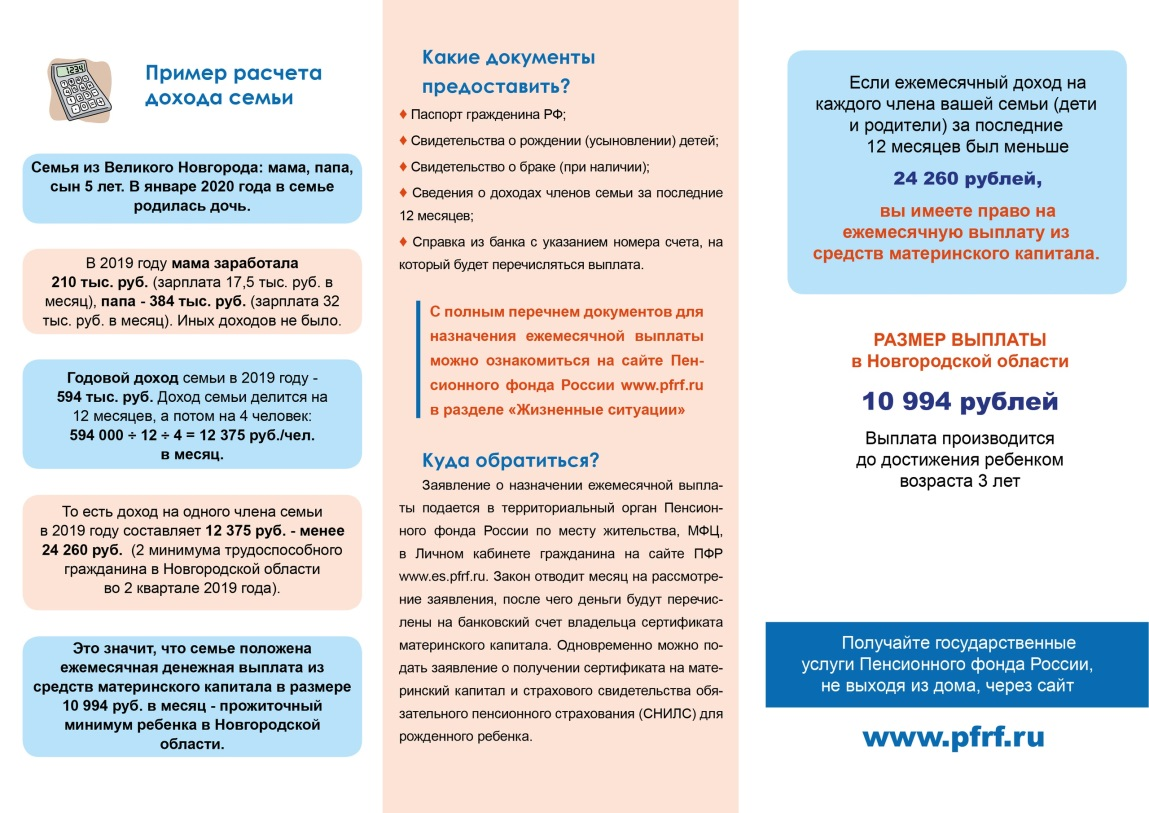 1234
Пример расчета
дохода семьи
Семья из Великого Новгорода: мама, папа,
сын 5 лет. В январе 2020 года в семье
родилась дочь.
В 2019 году мама заработала
210 тыс. руб. (зарплата 17,5 тыс. руб. в
месяц), папа - 384 тыс. руб. (зарплата 32
тыс. руб. в месяц). Иных доходов не было.
Годовой доход семьи в 2019 году -
594 тыс. руб. Доход семьи делится на
12 месяцев, а потом на 4 человек:
594 000 ÷ 12 ÷ 4 = 12 375 руб./чел.
в месяц.
То есть доход на одного члена семьи
в 2019 году составляет 12 375 руб. - менее
24 260 руб. (2 минимума трудоспособного
гражданина в Новгородской области
во 2 квартале 2019 года).
Это значит, что семье положена
ежемесячная денежная выплата из
средств материнского капитала в размере
10 994 руб. в месяц - прожиточный
минимум ребенка в Новгородской
области.
Какие документы
предоставить?
♦ Паспорт гражденина РФ;
♦ Свидетельства о рождении (усыновлении) детей;
♦ Свидетельство о браке (при наличии);
♦ Сведения о доходах членов семьи за последние
12 месяцев;
♦ Справка из банка с указанием номера счета, на
который будет перечисляться выплата.
С полным перечнем документов для
назначения ежемесячной выплаты
можно ознакомиться на сайте Пен-
сионного фонда России www.pfrf.ru
в разделе «Жизненные ситуации»
Куда обратиться?
Заявление о назначении ежемесячной выпла-
ты подается в территориальный орган Пенсион-
ного фонда России по месту жительства, МФЦ,
в Личном кабинете гражданина на сайте ПФР
www.es.pfrf.ru. Закон отводит месяц на рассмотре-
ние заявления, после чего деньги будут перечис-
лены на банковский счет владельца сертификата
материнского капитала. Одновременно можно по-
дать заявление о получении сертификата на мате-
ринский капитал и страхового свидетельства обя-
зательного пенсионного страхования (СНИЛС) для
рожденного ребенка.
Если ежемесячный доход на
каждого члена вашей семьи (дети
и родители) за последние
12 месяцев был меньше
24 260 рублей,
вы имеете право на
ежемесячную выплату из
средств материнского капитала.
РАЗМЕР ВЫПЛАТЫ
в Новгородской области
10 994 рублей
Выплата производится
до достижения ребенком
возраста 3 лет
Получайте государственные
услуги Пенсионного фонда России,
не выходя из дома, через сайт
www.pfrf.ru